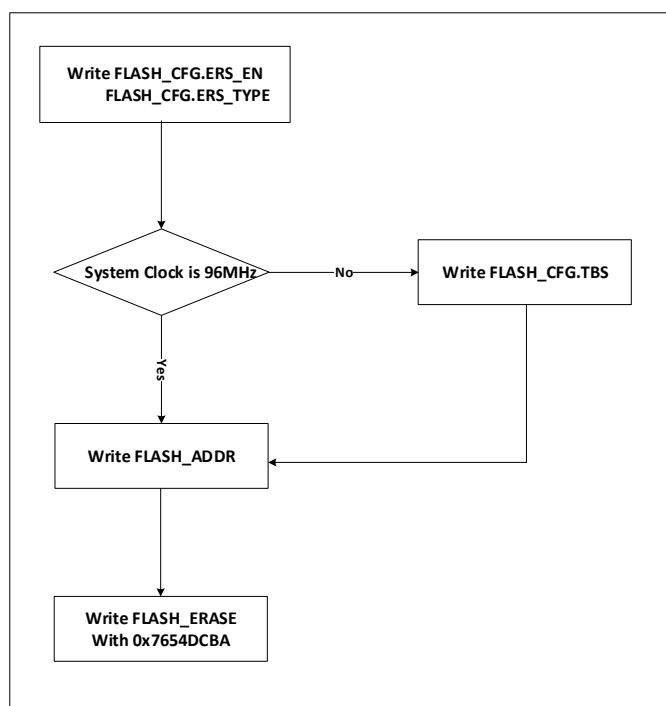 Write FLASH_CFG.ERS_EN
FLASH_CFG.ERS_TYPE
System Clock is 96MHz
No
Write FLASH_CFG.TBS
Yes
Write FLASH_ADDR
Write FLASH_ERASE
With 0x7654DCBA